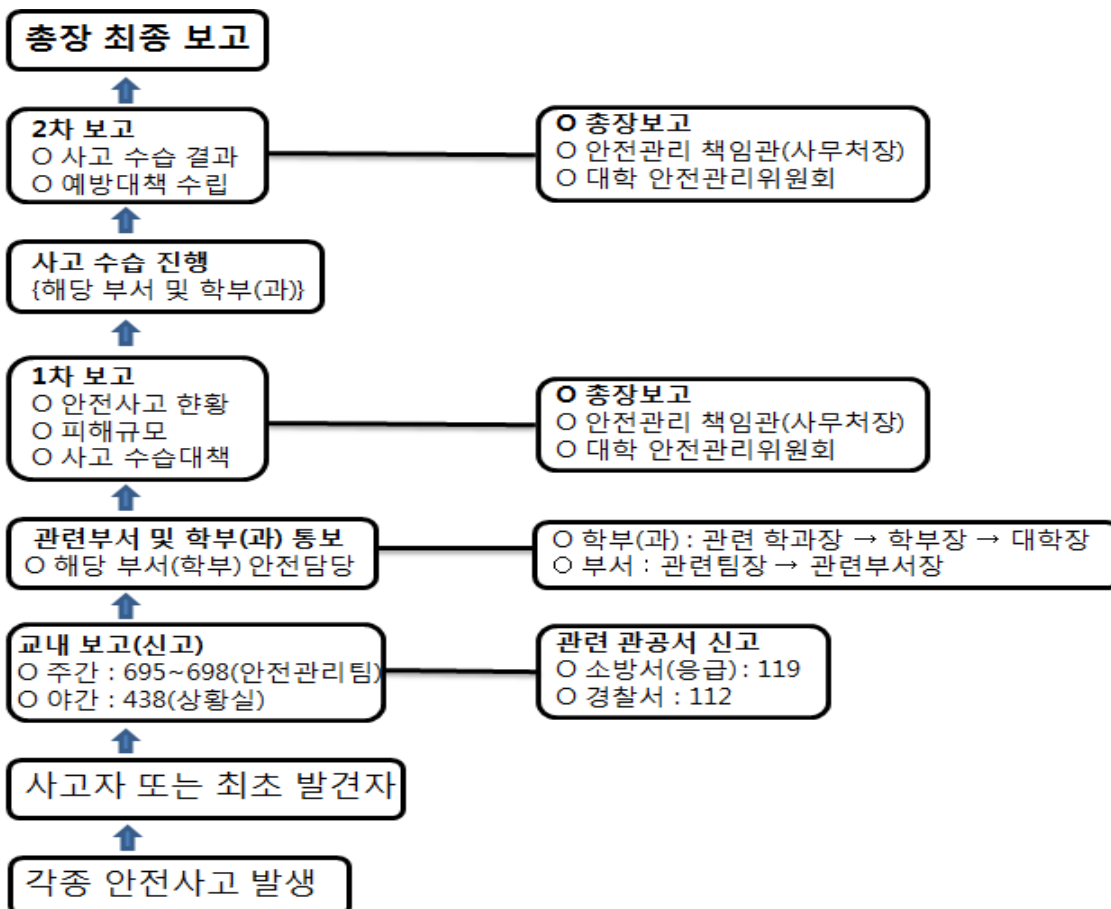 총장 최종 보고
2차 보고
O 사고 수습 결과
O 예방대책 수립
O 총장보고
O 안전관리 책임관(사무처장)
O 대학 안전관리위원회
사고 수습 진행
{해당 부서 및 학부(과)}
1차 보고
O 안전사고 햔황
O 피해규모
O 사고 수습대책
O 총장보고
O 안전관리 책임관(사무처장)
O 대학 안전관리위원회
관련부서 및 학부(과) 통보
O 해당 부서(학부) 안전담당
O 학부(과) : 관련 학과장 → 학부장 → 대학장
O 부서 : 관련팀장 → 관련부서장
교내 보고(신고)
O 주간 : 695~698(안전관리팀)
O 야간 : 438(상황실)
관련 관공서 신고
O 소방서(응급) : 119
O 경찰서 : 112
사고자 또는 최초 발견자
각종 안전사고 발생